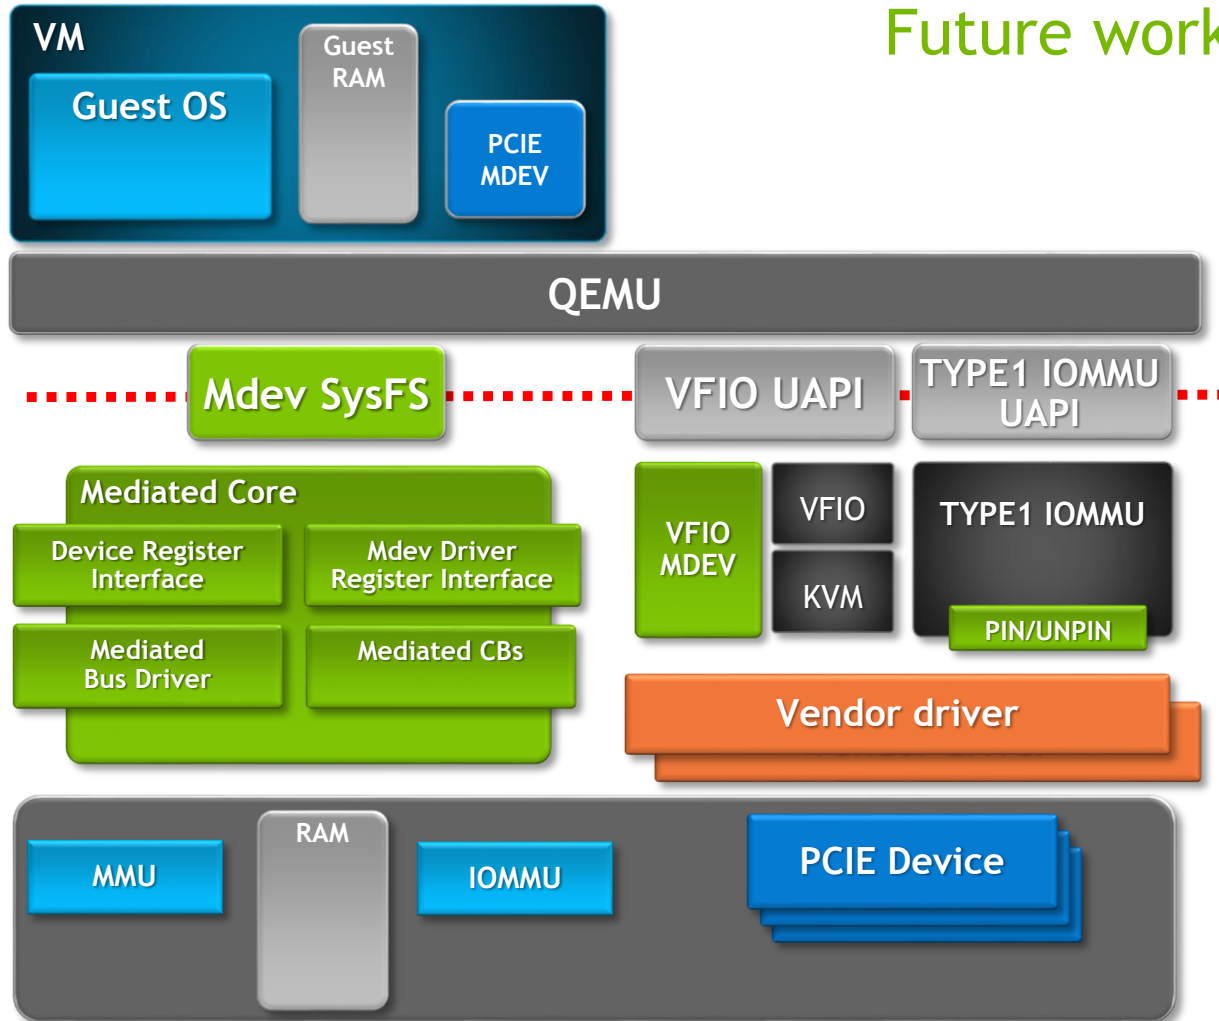 Future work
VM
Guest OS
Guest
RAM
PCIE
MDEV
QEMU
Mdev SysFS
VFIO UAPI
TYPE1 IOMMU
UAPI
Mediated Core
Device Register
Interface
Mdev Driver
Register Interface
Mediated
Bus Driver
Mediated CBs
VFIO
MDEV
VFIO
KVM
TYPE1 IOMMU
PIN/UNPIN
Vendor driver
MMU
RAM
IOMMU
PCIE Device